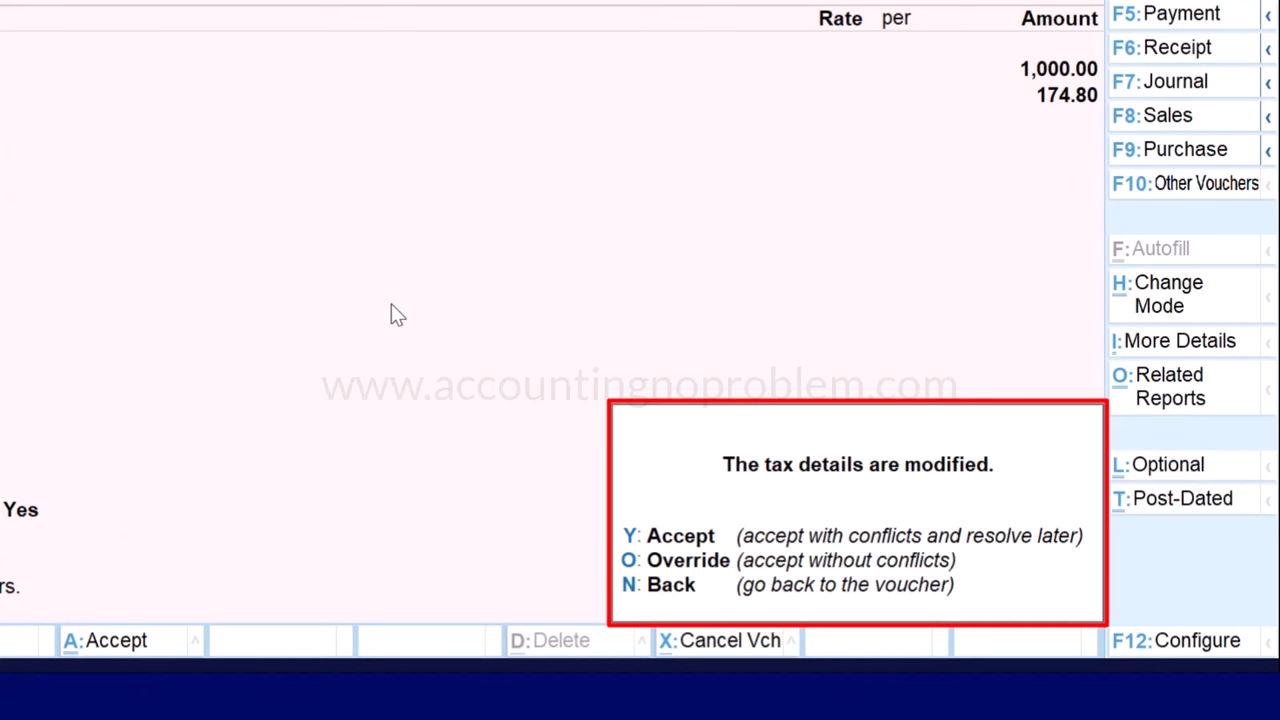 Rate per Amount
1,000.00
174.80
www.accountingnoproblem.com
The tax details are modified.
Y: Accept (accept with conflicts and resolve later)
O: Override (accept without conflicts)
N: Back (go back to the voucher)
Yes
rs.
A: Accept
D: Delete
X: Cancel Vch
F5: Payment
F6: Receipt
F7: Journal
F8: Sales
F9: Purchase
F10: Other Vouchers
F: Autofill
H: Change
Mode
I: More Details
O: Related
Reports
L: Optional
T: Post-Dated
F12: Configure